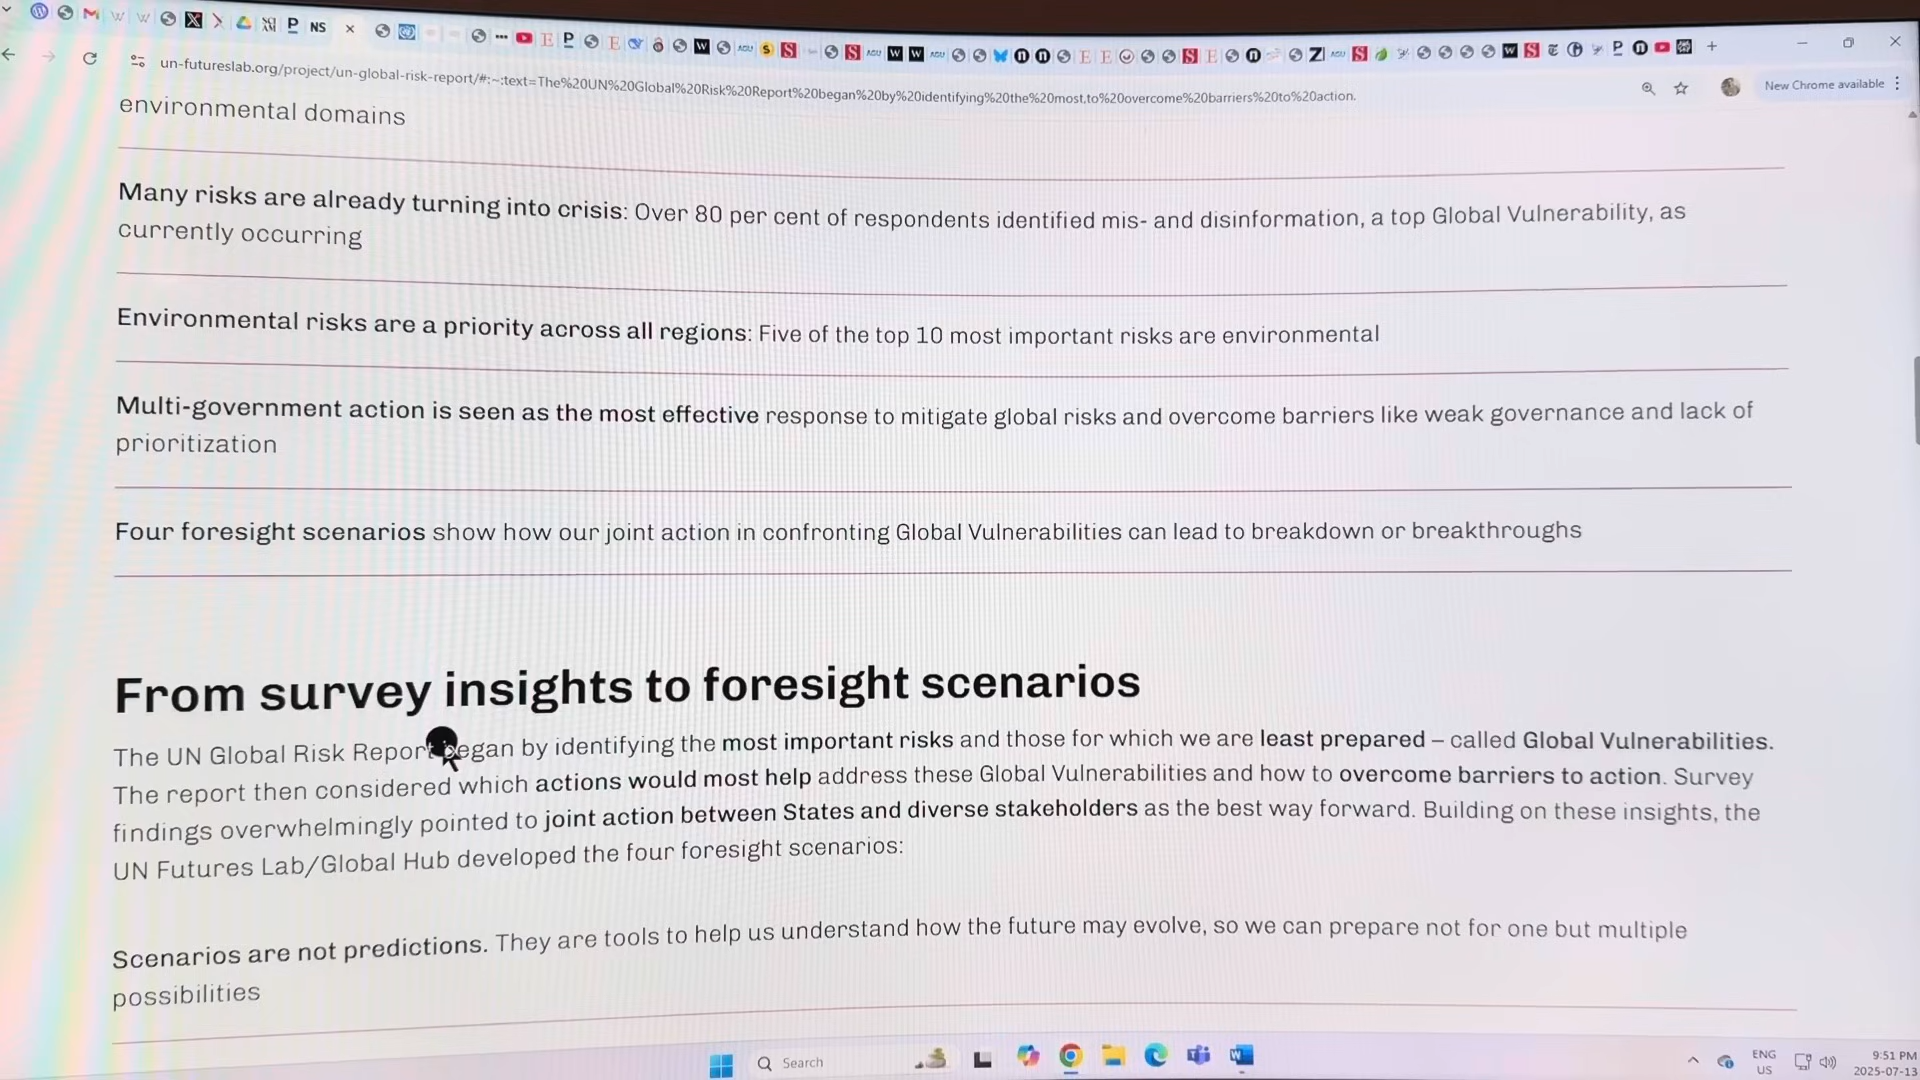 NS
un-futureslab.org/project/un-global-risk-report/#:~:text=The%20UN%20Global%20Risk%20Report%20began%20by%20identifying%20the%20most,to%20overcome%20barriers%20to%20action.
New Chrome available
environmental domains
Many risks are already turning into crisis: Over 80 per cent of respondents identified mis- and disinformation, a top Global Vulnerability, as
currently occurring
Environmental risks are a priority across all regions: Five of the top 10 most important risks are environmental
Multi-government action is seen as the most effective response to mitigate global risks and overcome barriers like weak governance and lack of
prioritization
Four foresight scenarios show how our joint action in confronting Global Vulnerabilities can lead to breakdown or breakthroughs
From survey insights to foresight scenarios
The UN Global Risk Report began by identifying the most important risks and those for which we are least prepared – called Global Vulnerabilities.
The report then considered which actions would most help address these Global Vulnerabilities and how to overcome barriers to action. Survey
findings overwhelmingly pointed to joint action between States and diverse stakeholders as the best way forward. Building on these insights, the
UN Futures Lab/Global Hub developed the four foresight scenarios:
Scenarios are not predictions. They are tools to help us understand how the future may evolve, so we can prepare not for one but multiple
possibilities
Search
ENG
US
9:51 PM
2025-07-13